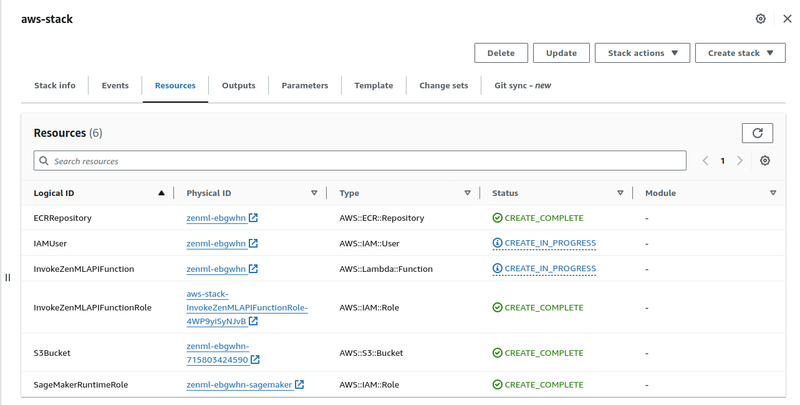 aws-stack
Delete Update Stack actions Create stack
Stack info Events Resources Outputs Parameters Template Change sets Git sync - new
Resources (6)
Search resources
1
Logical ID Physical ID Type Status Module
ECRRepository zenml-ebgwhn AWS::ECR::Repository CREATE_COMPLETE -
IAMUser zenml-ebgwhn AWS::IAM::User CREATE_IN_PROGRESS -
InvokeZenMLAPIFunction zenml-ebgwhn AWS::Lambda::Function CREATE_IN_PROGRESS -
aws-stack-
InvokeZenMLAPIFunctionRole InvokeZenMLAPIFunctionRole- AWS::IAM::Role CREATE_COMPLETE -
4WP9yiSyNJvB
zenml-ebgwhn-
S3Bucket AWS::S3::Bucket CREATE_COMPLETE -
715803424590
SageMakerRuntimeRole zenml-ebgwhn-sagemaker AWS::IAM::Role CREATE_COMPLETE -